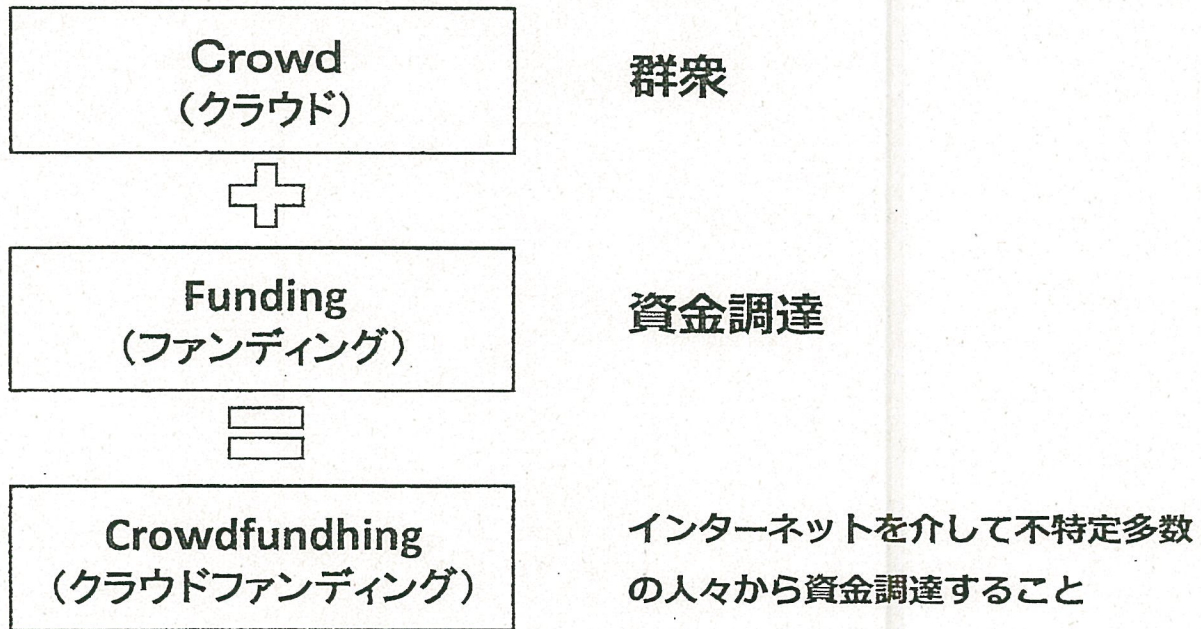 Crowd
(クラウド)
群衆
Funding
(ファンディング)
資金調達
Crowdfundhing
(クラウドファンディング)
インターネットを介して不特定多数
の人々から資金調達すること